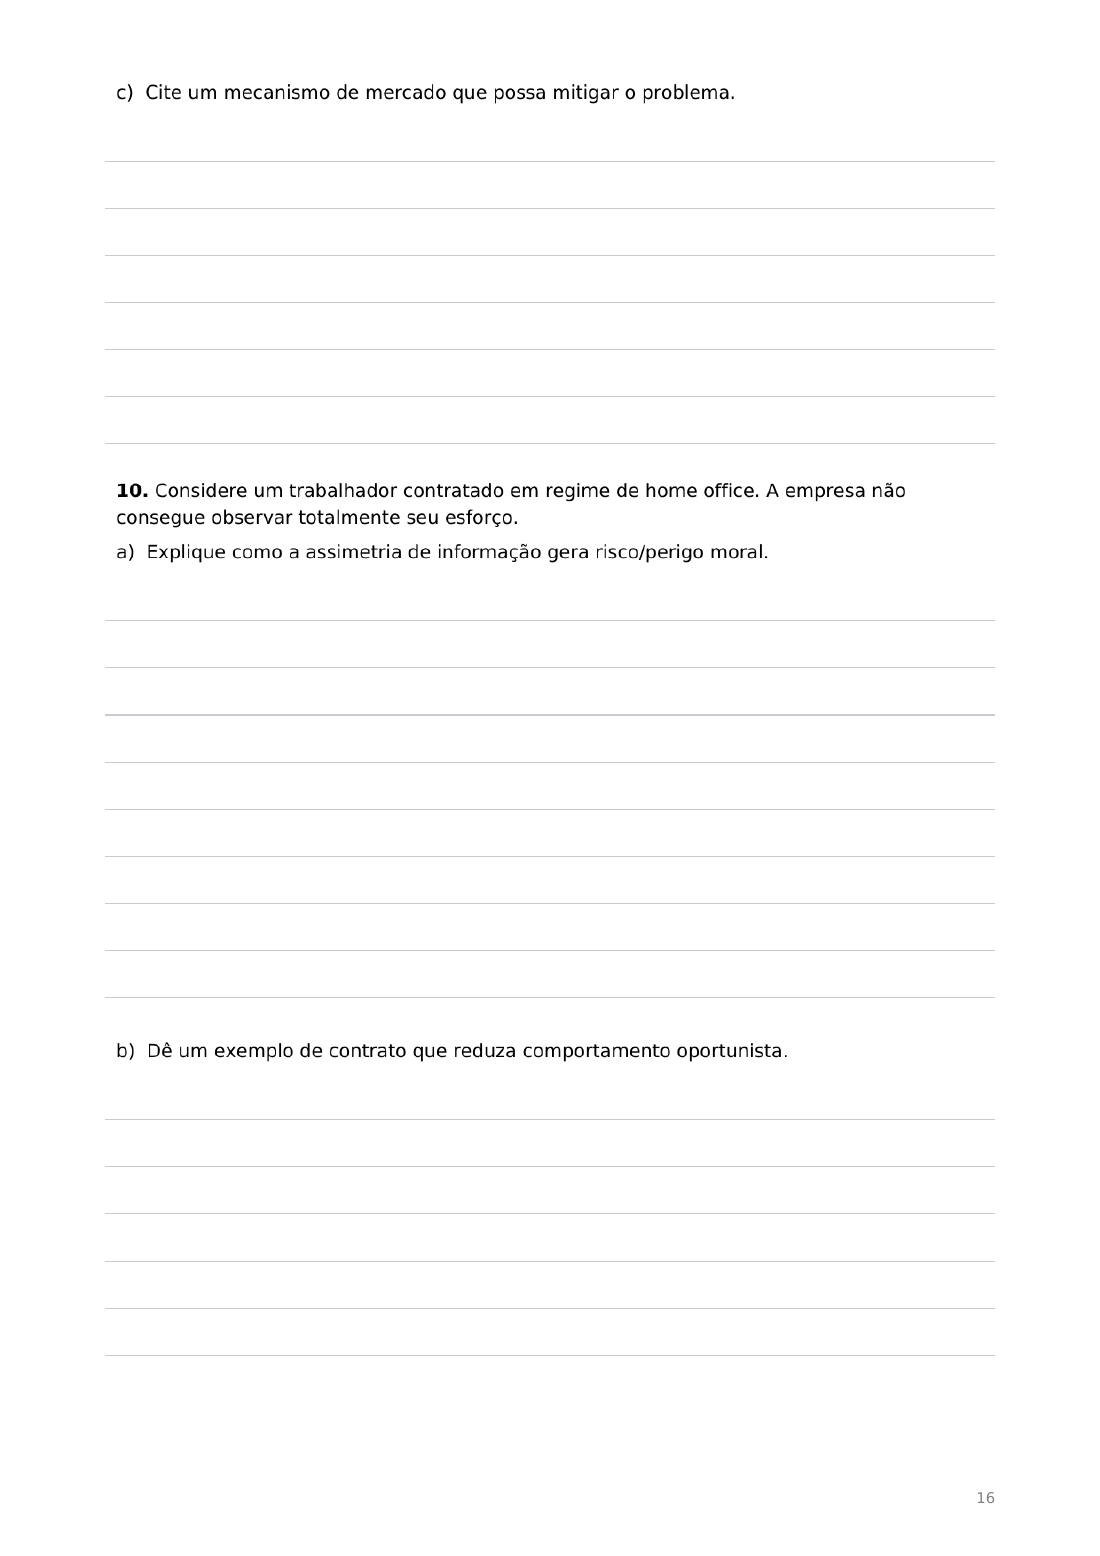 c) Cite um mecanismo de mercado que possa mitigar o problema.
10. Considere um trabalhador contratado em regime de home office. A empresa não
consegue observar totalmente seu esforço.
a) Explique como a assimetria de informação gera risco/perigo moral.
b) Dê um exemplo de contrato que reduza comportamento oportunista.
16